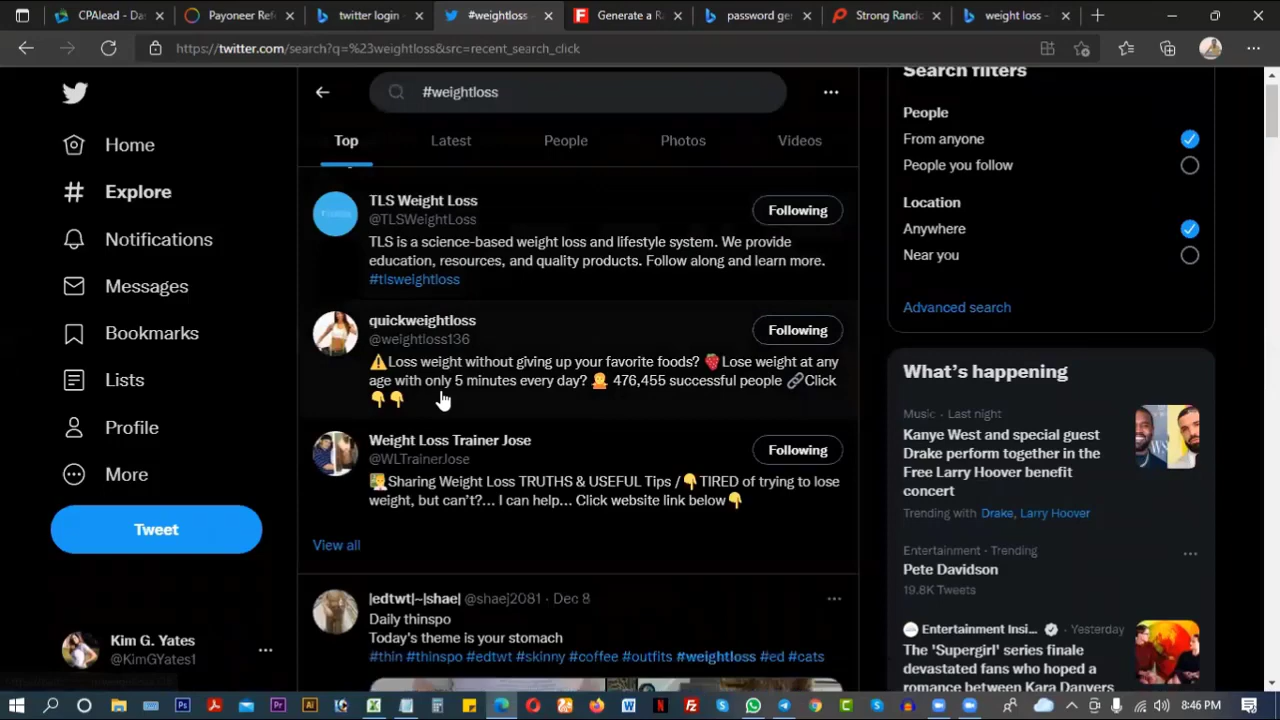 CPAlead - Das
Payoneer Refe
twitter login -
#weightloss -
Generate a Ra
password gen
Strong Rando
weight loss -
https://twitter.com/search?q=%23weightloss&src=recent_search_click
#weightloss
Top
Latest
People
Photos
Videos
Home
Explore
Notifications
Messages
Bookmarks
Lists
Profile
More
Tweet
Kim G. Yates
@KimGYates1
TLS Weight Loss
@TLSWeightLoss
Following
TLS is a science-based weight loss and lifestyle system. We provide
education, resources, and quality products. Follow along and learn more.
#tlsweightloss
quickweightloss
@weightloss136
Following
⚠️Loss weight without giving up your favorite foods? 🍓Lose weight at any
age with only 5 minutes every day? 🙎 476,455 successful people 🔗Click
👇👇
Weight Loss Trainer Jose
@WLTrainerJose
Following
👨‍🏫Sharing Weight Loss TRUTHS & USEFUL Tips /👇TIRED of trying to lose
weight, but can't?... I can help... Click website link below👇
View all
|edtwt|~|shae| @shaej2081 · Dec 8
Daily thinspo
Today's theme is your stomach
#thin #thinspo #edtwt #skinny #coffee #outfits #weightloss #ed #cats
Search filters
People
From anyone
People you follow
Location
Anywhere
Near you
Advanced search
What's happening
Music · Last night
Kanye West and special guest
Drake perform together in the
Free Larry Hoover benefit
concert
Trending with Drake, Larry Hoover
Entertainment · Trending
Pete Davidson
19.8K Tweets
Entertainment Insi... · Yesterday
The 'Supergirl' series finale
devastated fans who hoped a
romance between Kara Danvers
8:46 PM